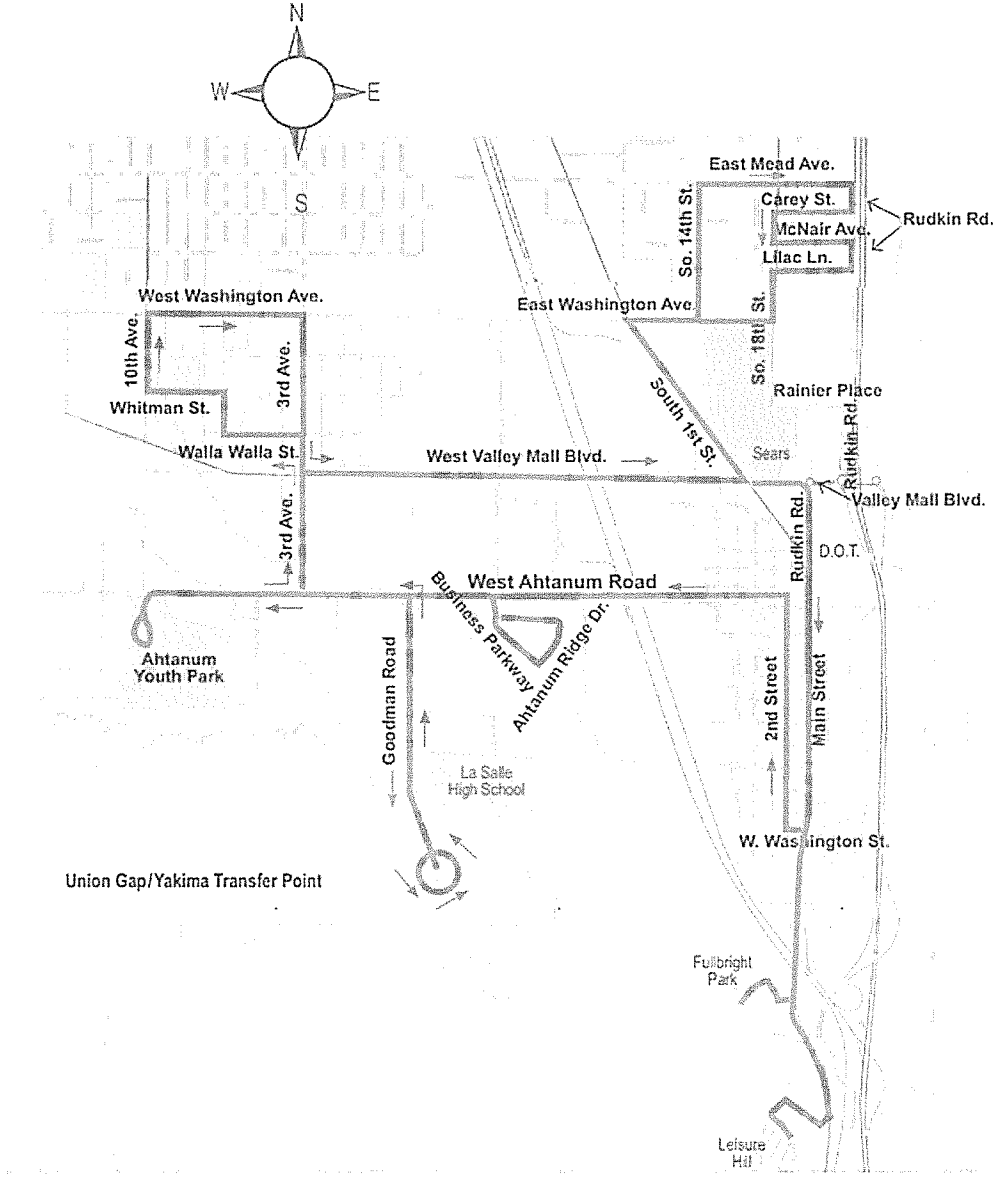 N
W
E
S
East Mead Ave.
Carey St.
Rudkin Rd.
McNair Ave.
So. 14th St.
Lilac Ln.
West Washington Ave.
East Washington Ave.
So. 18th St.
10th Ave.
3rd Ave.
Whitman St.
Rainier Place
South 1st St.
Rudkin Rd.
Walla Walla St.
West Valley Mall Blvd.
Sears
Valley Mall Blvd.
3rd Ave.
Rudkin Rd.
D.O.T.
West Ahtanum Road
Business Parkway
Ahtanum Ridge Dr.
Ahtanum
Youth Park
Goodman Road
2nd Street
Main Street
La Salle
High School
W. Washington St.
Union Gap/Yakima Transfer Point
Fullbright
Park
Leisure
Hill